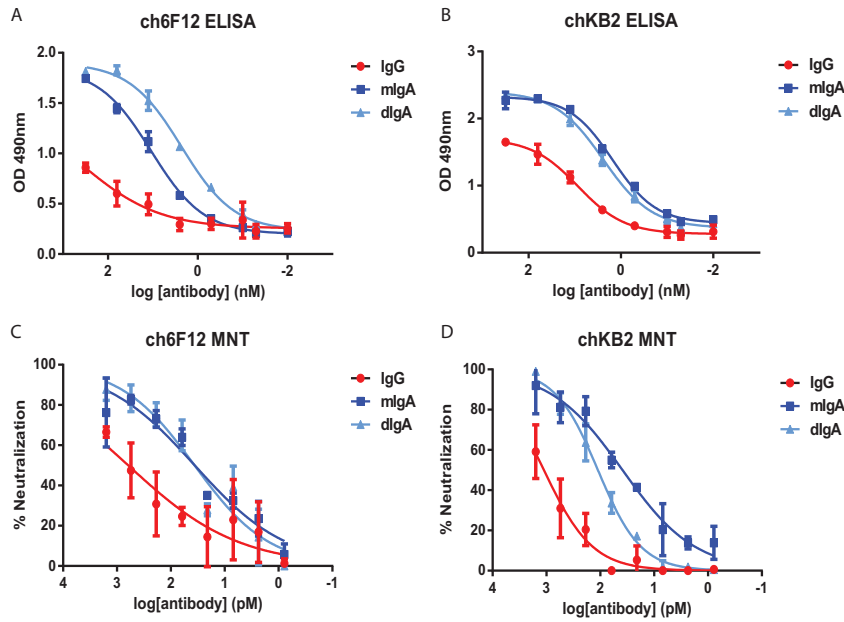 A
ch6F12 ELISA
2.0
1.5
1.0
0.5
0.0
OD 490nm
2
0
-2
log [antibody] (nM)
IgG
mIgA
dIgA
B
chKB2 ELISA
3
2
1
0
OD 490nm
2
0
-2
log [antibody] (nM)
IgG
mIgA
dIgA
C
ch6F12 MNT
100
80
60
40
20
0
% Neutralization
4
3
2
1
0
-1
log[antibody] (pM)
IgG
mIgA
dIgA
D
chKB2 MNT
100
80
60
40
20
0
% Neutralization
4
3
2
1
0
-1
log[antibody] (pM)
IgG
mIgA
dIgA